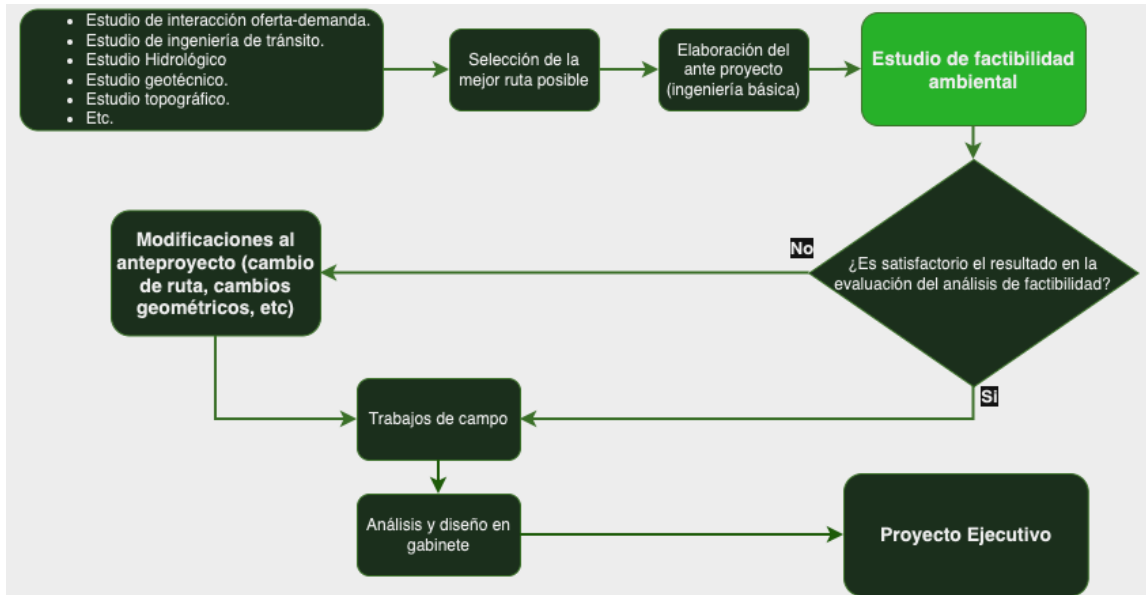 • Estudio de interacción oferta-demanda.
• Estudio de ingeniería de tránsito.
• Estudio Hidrológico
• Estudio geotécnico.
• Estudio topográfico.
• Etc.
Selección de la
mejor ruta posible
Elaboración del
ante proyecto
(ingeniería básica)
Estudio de factibilidad
ambiental
¿Es satisfactorio el resultado en la
evaluación del análisis de factibilidad?
No
Modificaciones al
anteproyecto (cambio
de ruta, cambios
geométricos, etc)
Si
Trabajos de campo
Análisis y diseño en
gabinete
Proyecto Ejecutivo